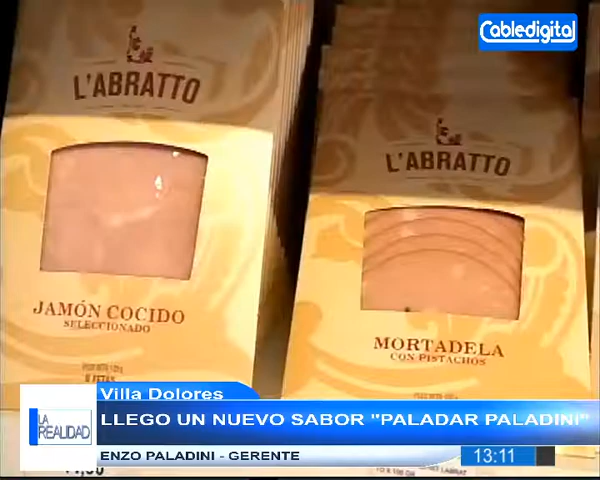 Cabledigital
L'ABRATTO
JAMÓN COCIDO
SELECCIONADO
L'ABRATTO
MORTADELA
CON PISTACHOS
Villa Dolores
LA REALIDAD
LLEGO UN NUEVO SABOR "PALADAR PALADINI"
ENZO PALADINI - GERENTE
13:11